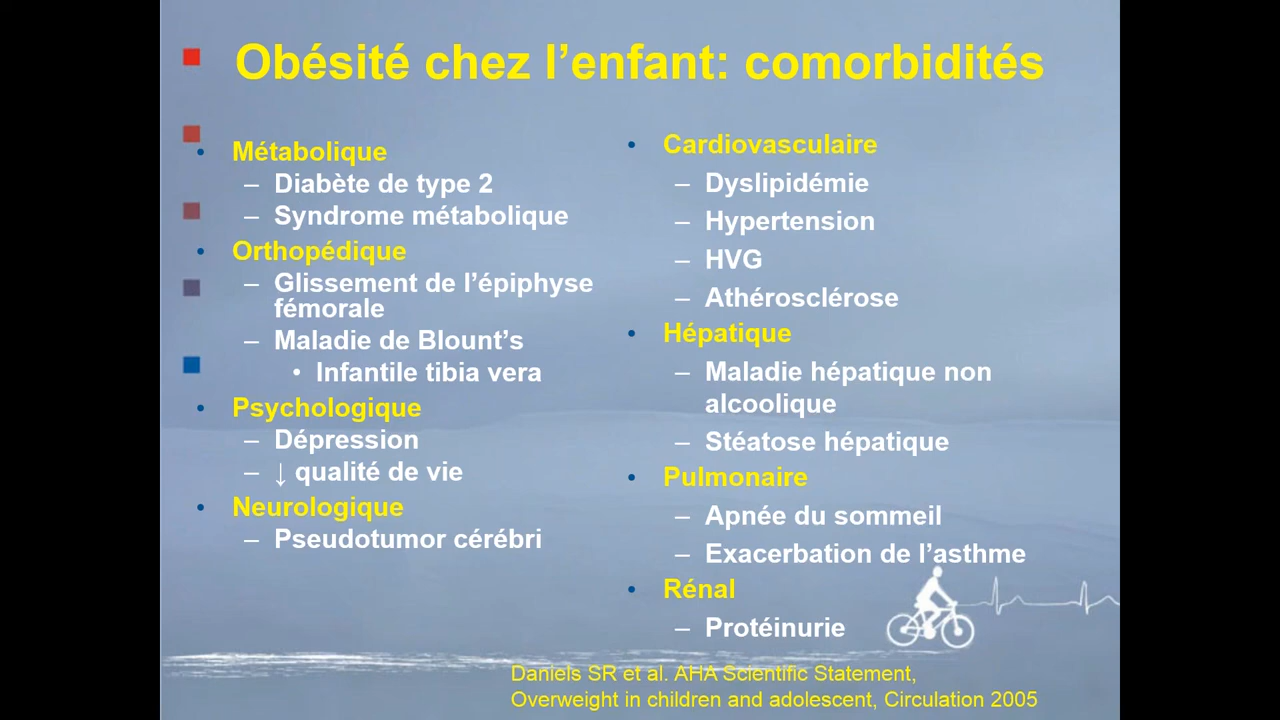 Obésité chez l’enfant: comorbidités
• Métabolique
– Diabète de type 2
– Syndrome métabolique
• Orthopédique
– Glissement de l’épiphyse
fémorale
– Maladie de Blount’s
• Infantile tibia vera
• Psychologique
– Dépression
– ↓ qualité de vie
• Neurologique
– Pseudotumor cérébri
• Cardiovasculaire
– Dyslipidémie
– Hypertension
– HVG
– Athérosclérose
• Hépatique
– Maladie hépatique non
alcoolique
– Stéatose hépatique
• Pulmonaire
– Apnée du sommeil
– Exacerbation de l’asthme
• Rénal
– Protéinurie
Daniels SR et al. AHA Scientific Statement,
Overweight in children and adolescent, Circulation 2005